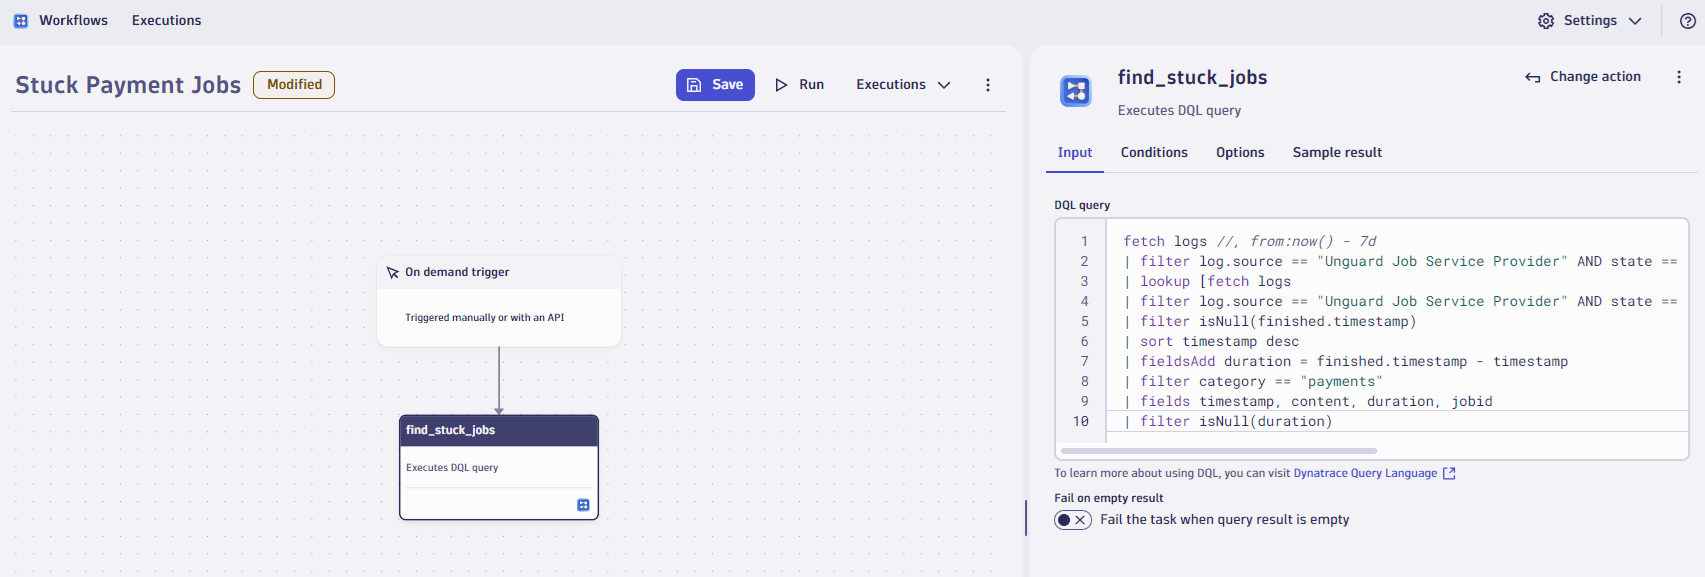 Workflows Executions Settings
Stuck Payment Jobs Modified Save Run Executions
On demand trigger
Triggered manually or with an API
find_stuck_jobs
Executes DQL query
find_stuck_jobs
Change action
Executes DQL query
Input Conditions Options Sample result
DQL query
1 fetch logs //, from:now() - 7d
2 | filter log.source == "Unguard Job Service Provider" AND state ==
3 | lookup [fetch logs
4 | filter log.source == "Unguard Job Service Provider" AND state ==
5 | filter isNull(finished.timestamp)
6 | sort timestamp desc
7 | fieldsAdd duration = finished.timestamp - timestamp
8 | filter category == "payments"
9 | fields timestamp, content, duration, jobid
10 | filter isNull(duration)
To learn more about using DQL, you can visit Dynatrace Query Language
Fail on empty result
Fail the task when query result is empty